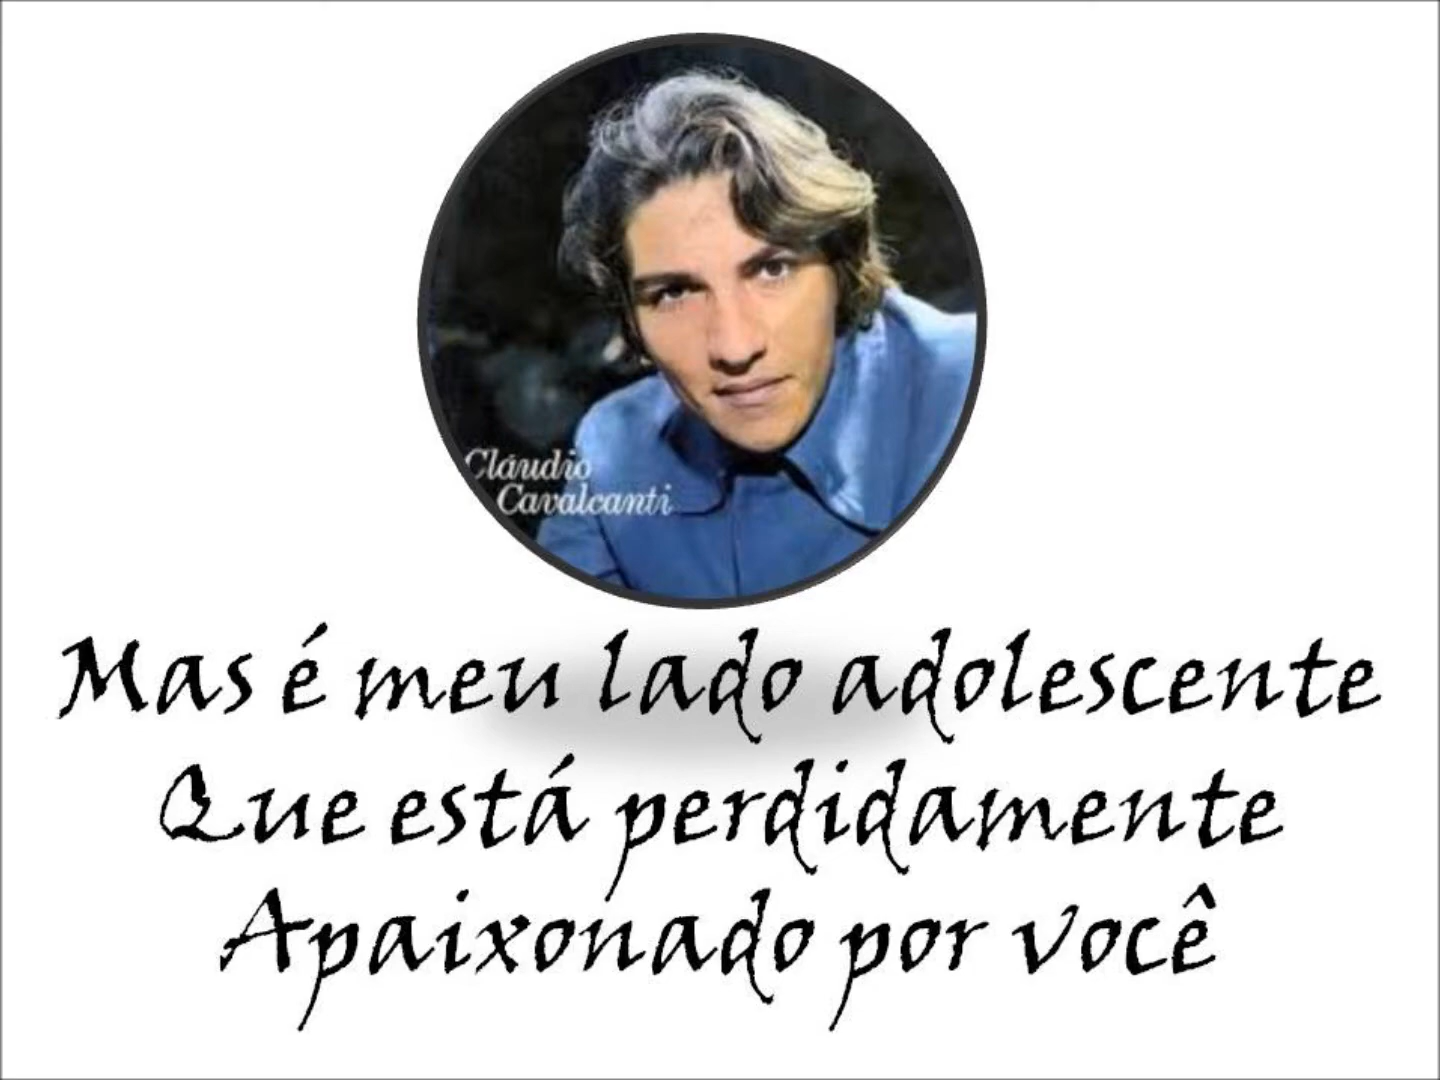 Cláudio
Cavalcanti
Mas é meu lado adolescente
Que está perdidamente
Apaixonado por você